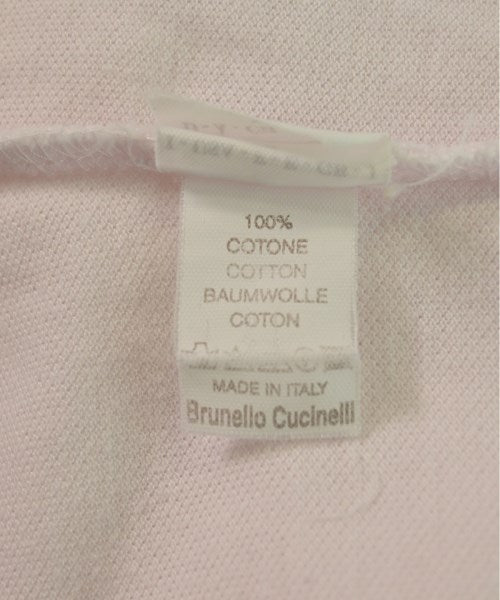 100%
COTONE
COTTON
BAUMWOLLE
COTON
MADE IN ITALY
Brunello Cucinelli